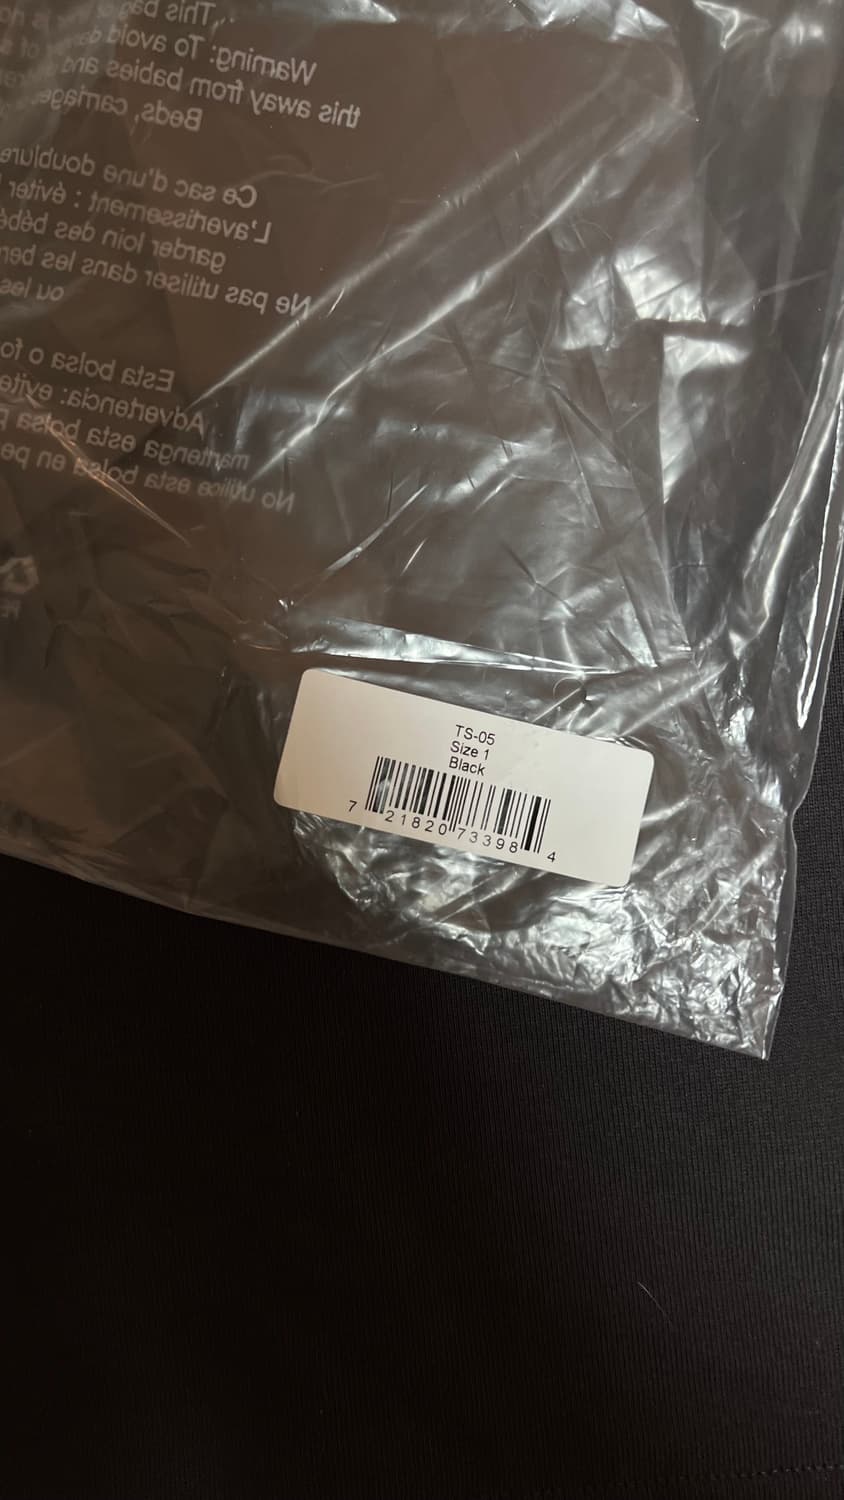 This bag
Warning: To avoid
this away from babies and
Beds, carriage
Ce sac d'une doublure
L'avertissement : éviter
garder loin des
Ne pas utiliser dans les
ou les
Esta bolsa o
Advertencia: evite
mantenga esta bolsa
No utilice esta bolsa en
TS-05
Size 1
Black
7 21820 73398 4